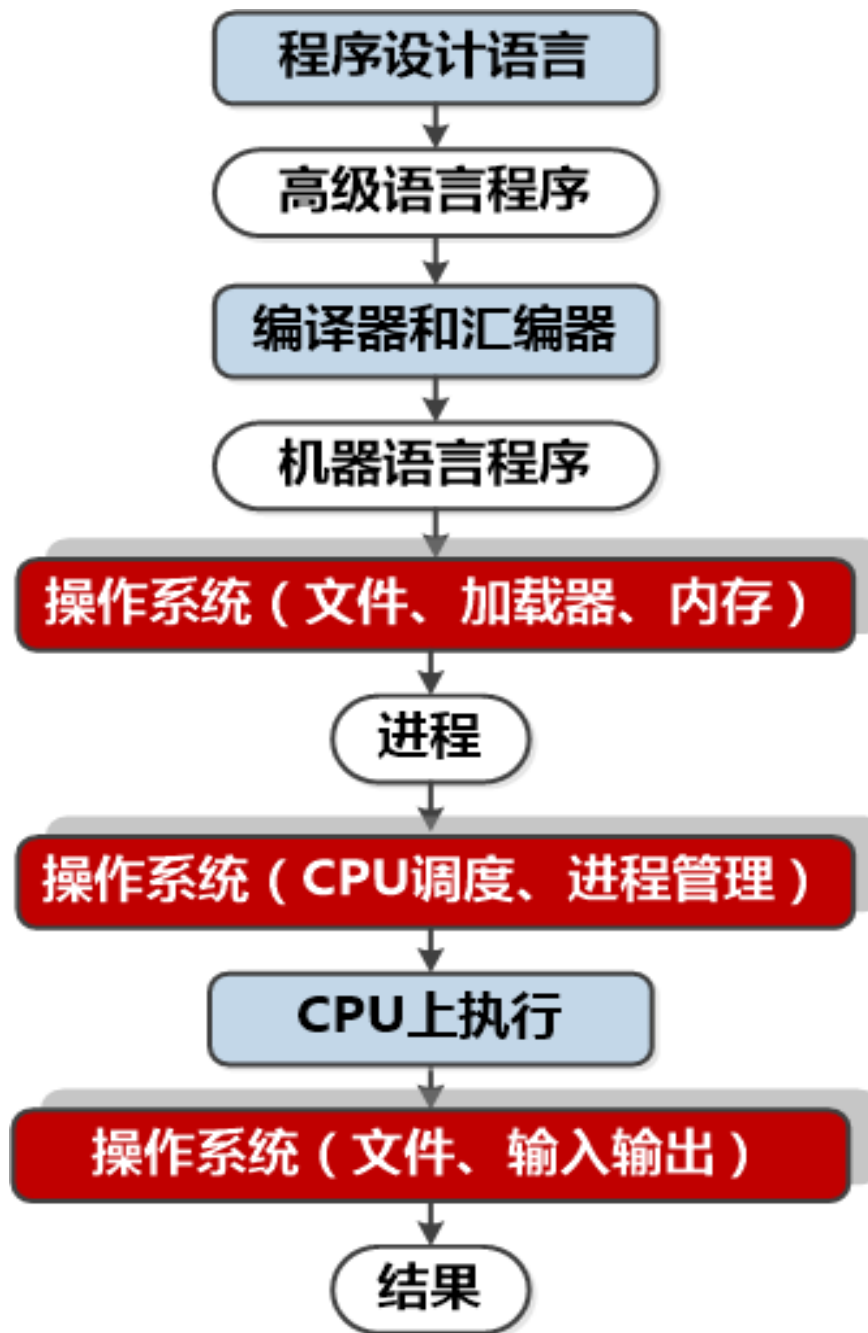 程序设计语言
高级语言程序
编译器和汇编器
机器语言程序
操作系统（文件、加载器、内存）
进程
操作系统（CPU调度、进程管理）
CPU上执行
操作系统（文件、输入输出）
结果